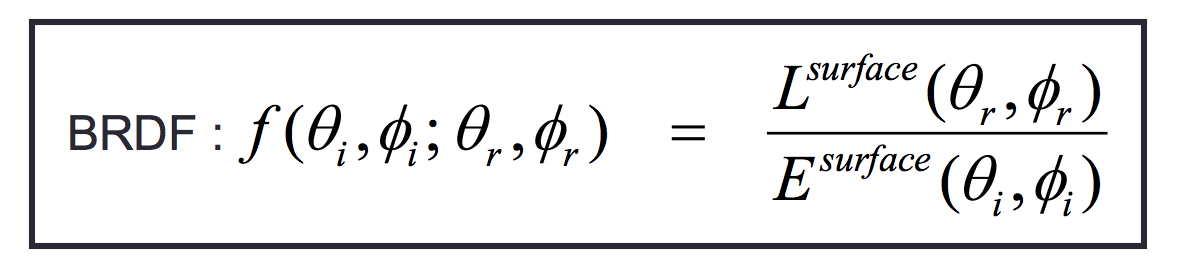 BRDF : f(θᵢ,ϕᵢ; θᵣ,ϕᵣ) = L^surface(θᵣ,ϕᵣ) / E^surface(θᵢ,ϕᵢ)